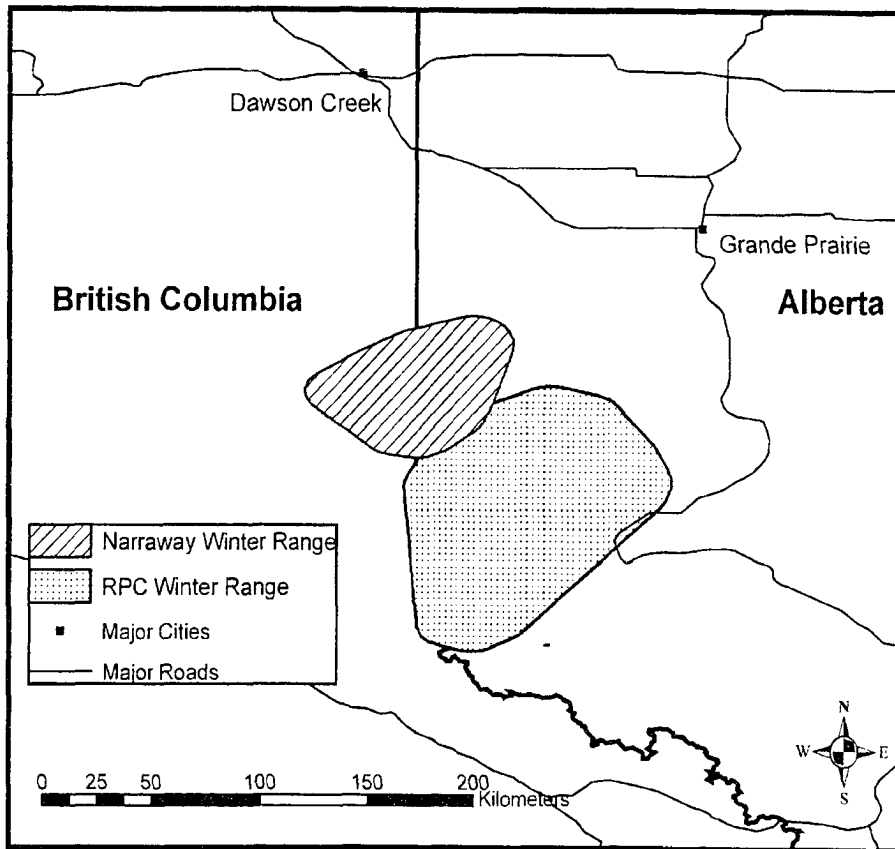 Dawson Creek
Grande Prairie
British Columbia
Alberta
Narraway Winter Range
RPC Winter Range
Major Cities
Major Roads
N
W E
S
0 25 50 100 150 200
Kilometers